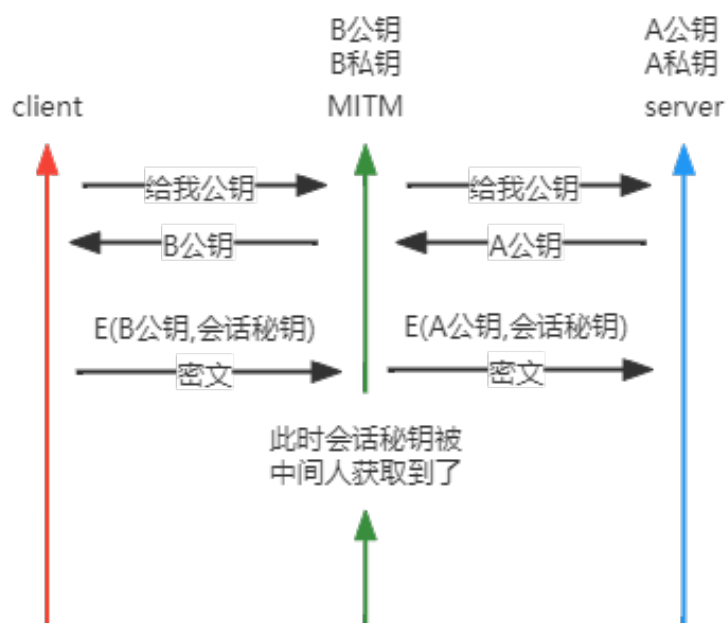 B公钥
B私钥
A公钥
A私钥
client
MITM
server
给我公钥
给我公钥
B公钥
A公钥
E(B公钥,会话秘钥)
E(A公钥,会话秘钥)
密文
密文
此时会话秘钥被
中间人获取到了